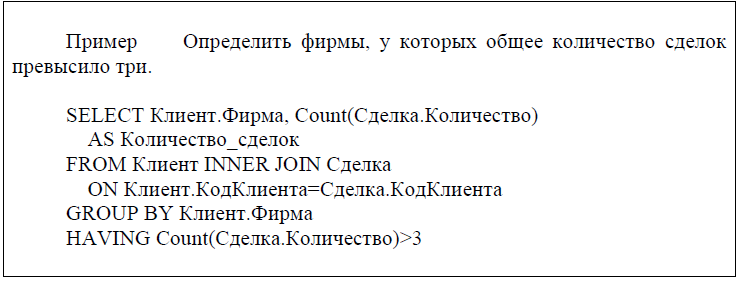 Пример Определить фирмы, у которых общее количество сделок
превысило три.
SELECT Клиент.Фирма, Count(Сделка.Количество)
AS Количество_сделок
FROM Клиент INNER JOIN Сделка
ON Клиент.КодКлиента=Сделка.КодКлиента
GROUP BY Клиент.Фирма
HAVING Count(Сделка.Количество)>3